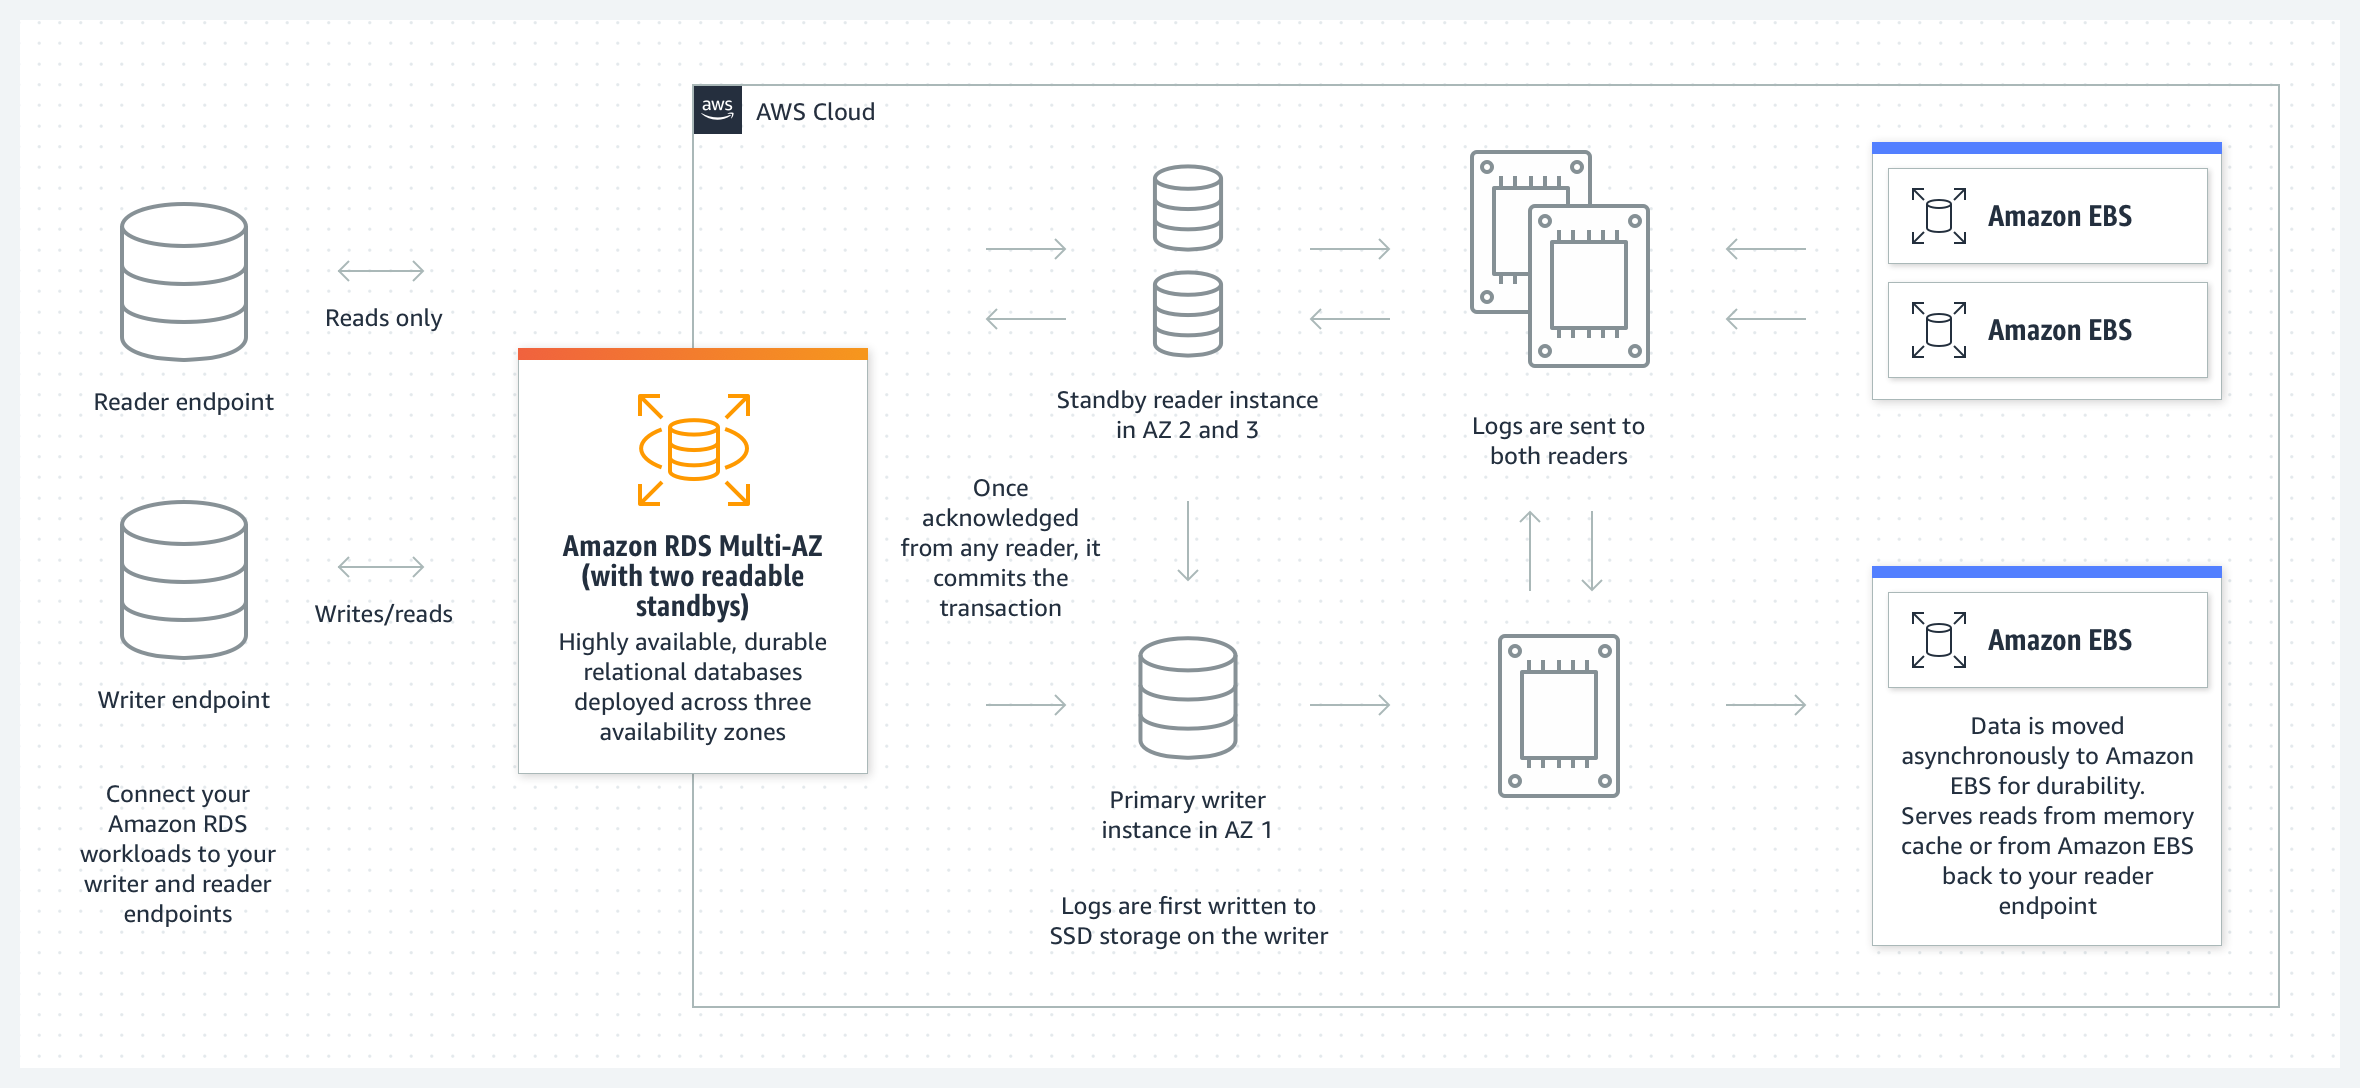 aws
AWS Cloud
Reads only
Reader endpoint
Writes/reads
Writer endpoint
Connect your
Amazon RDS
workloads to your
writer and reader
endpoints
Amazon RDS Multi-AZ
(with two readable
standbys)
Highly available, durable
relational databases
deployed across three
availability zones
Standby reader instance
in AZ 2 and 3
Once
acknowledged
from any reader, it
commits the
transaction
Primary writer
instance in AZ 1
Logs are first written to
SSD storage on the writer
Logs are sent to
both readers
Amazon EBS
Amazon EBS
Amazon EBS
Data is moved
asynchronously to Amazon
EBS for durability.
Serves reads from memory
cache or from Amazon EBS
back to your reader
endpoint